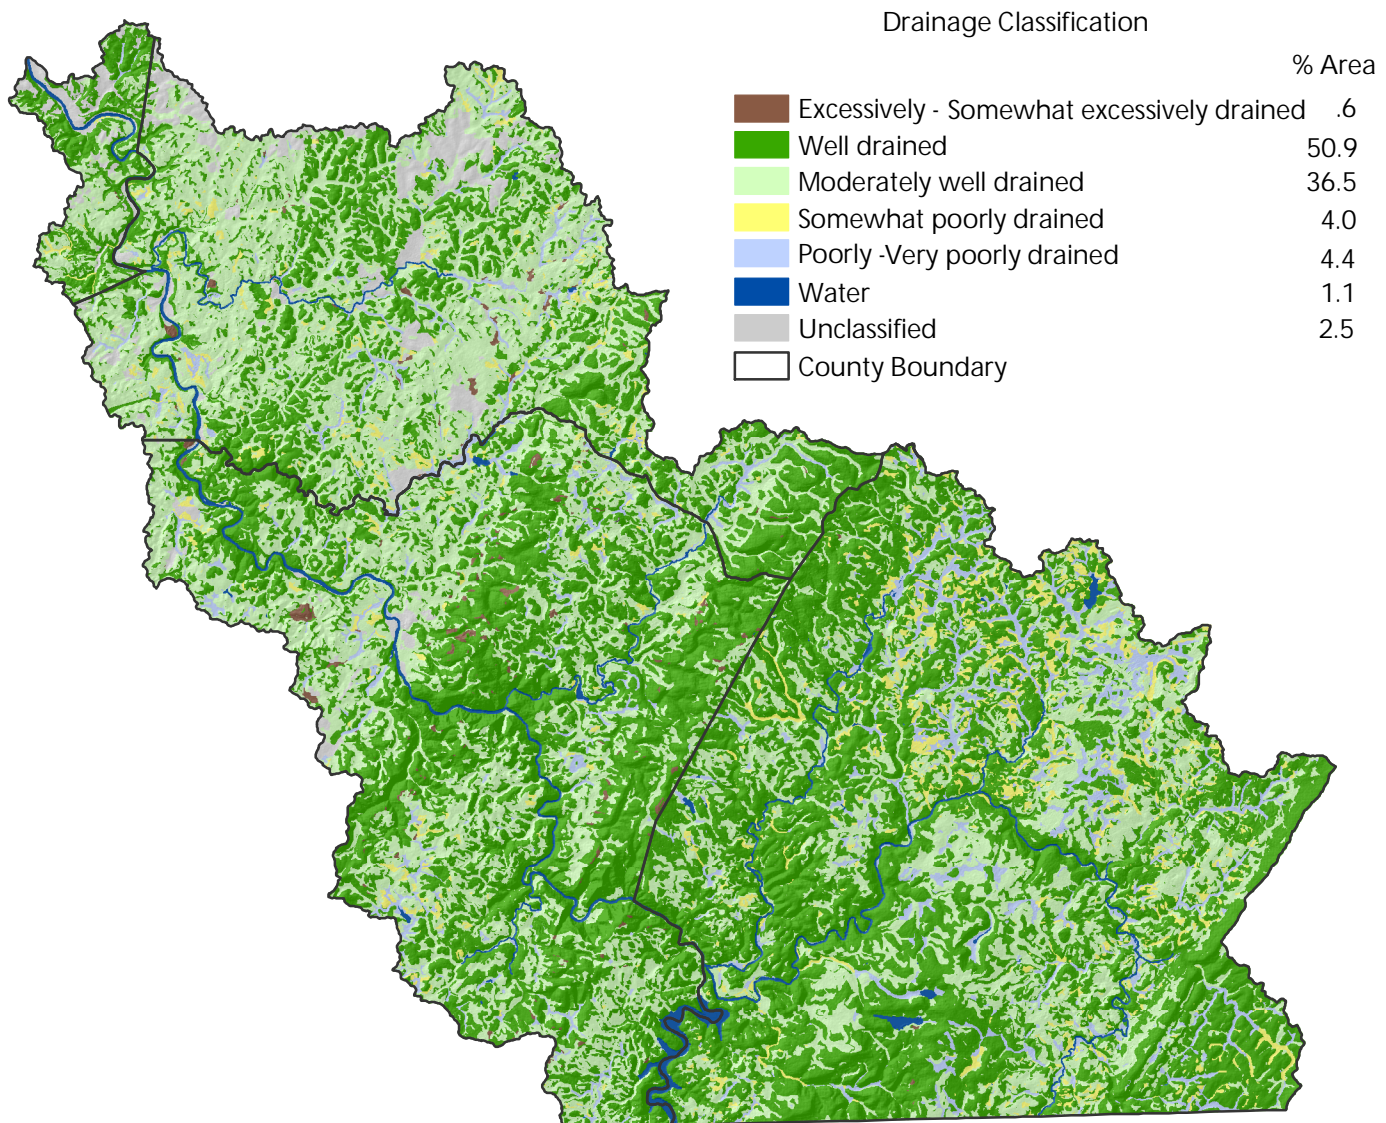 Drainage Classification
% Area
Excessively - Somewhat excessively drained .6
Well drained 50.9
Moderately well drained 36.5
Somewhat poorly drained 4.0
Poorly -Very poorly drained 4.4
Water 1.1
Unclassified 2.5
County Boundary